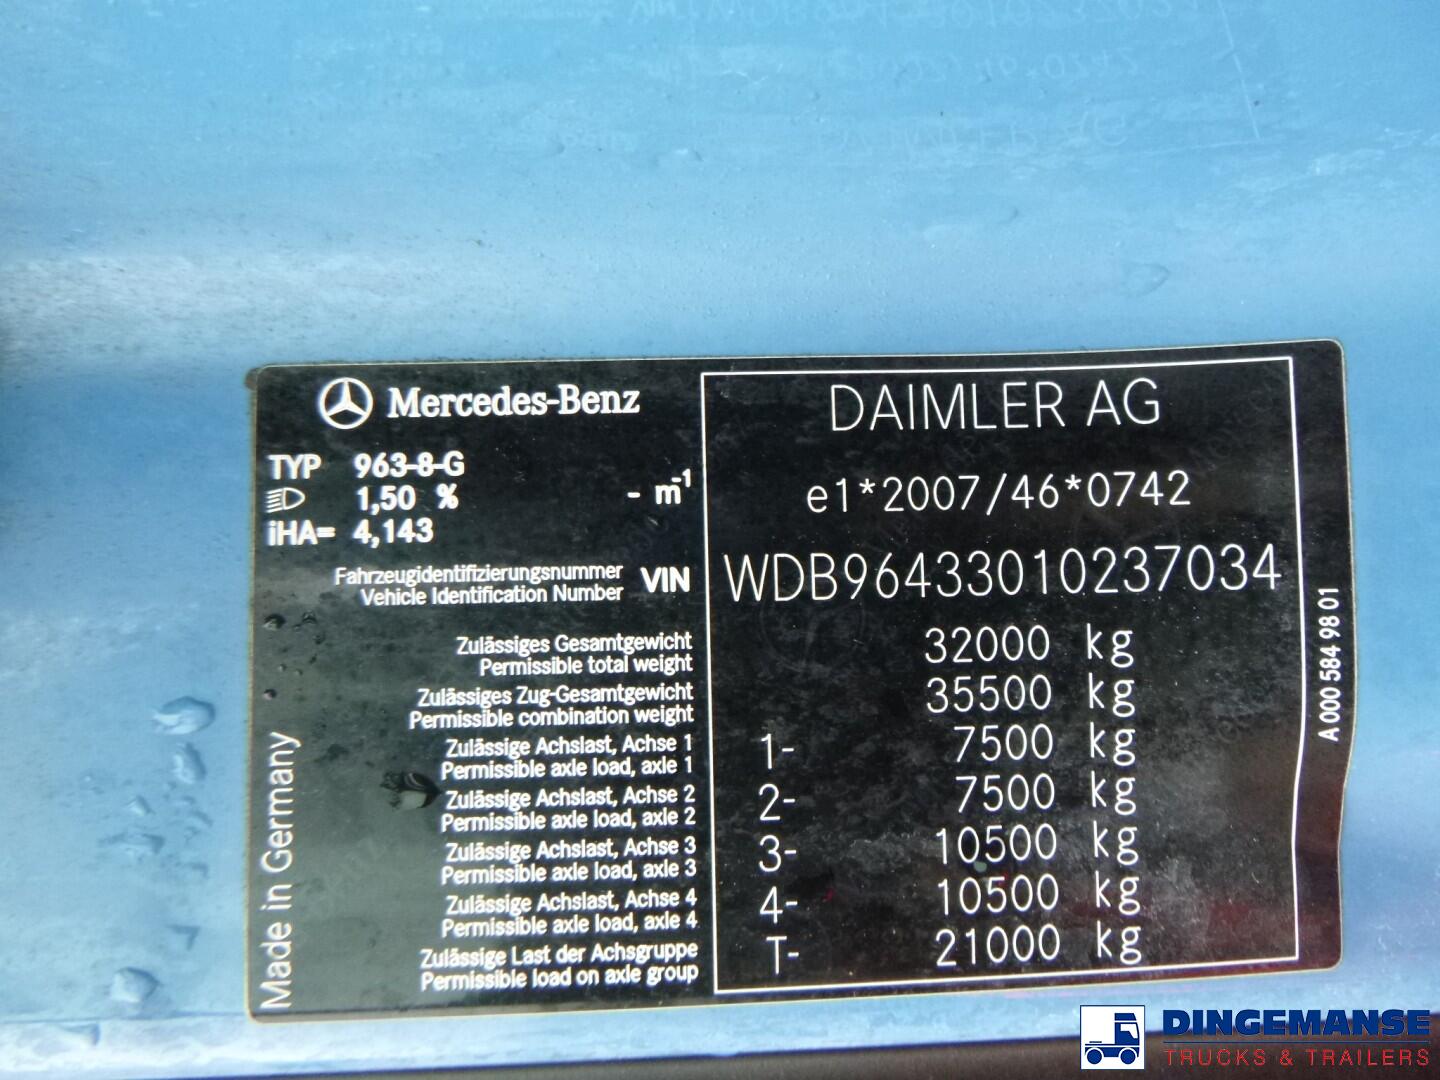 Mercedes-Benz
TYP 963-8-G
1,50 % - m-1
iHA= 4,143
Fahrzeugidentifizierungsnummer
Vehicle Identification Number VIN
Zulässiges Gesamtgewicht
Permissible total weight
Zulässiges Zug-Gesamtgewicht
Permissible combination weight
Zulässige Achslast, Achse 1
Permissible axle load, axle 1
Zulässige Achslast, Achse 2
Permissible axle load, axle 2
Zulässige Achslast, Achse 3
Permissible axle load, axle 3
Zulässige Achslast, Achse 4
Permissible axle load, axle 4
Zulässige Last der Achsgruppe
Permissible load on axle group
Made in Germany
DAIMLER AG
e1*2007/46*0742
WDB96433010237034
32000 kg
35500 kg
1- 7500 kg
2- 7500 kg
3- 10500 kg
4- 10500 kg
T- 21000 kg
A 000 584 98 01
DINGEMANSE
TRUCKS & TRAILERS